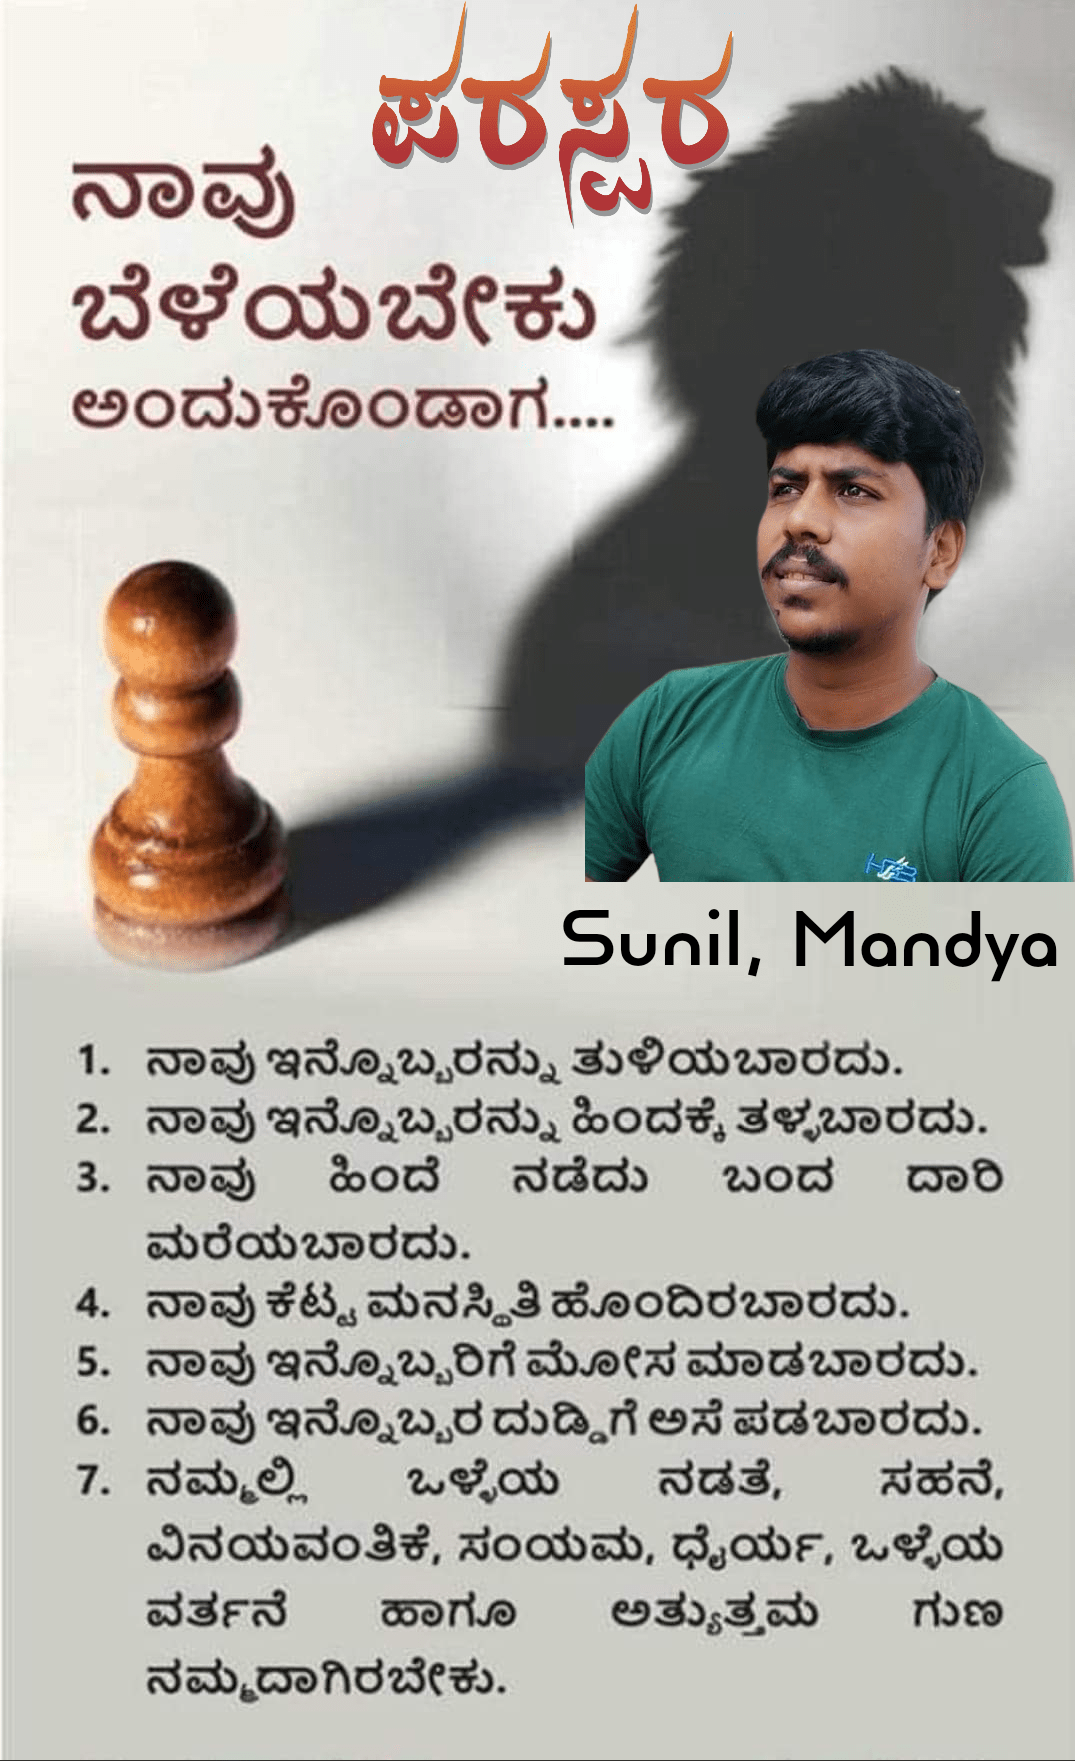 ಪರಸ್ಪರ
ನಾವು
ಬೆಳೆಯಬೇಕು
ಅಂದುಕೊಂಡಾಗ....
HGB
Sunil, Mandya
1. ನಾವು ಇನ್ನೊಬ್ಬರನ್ನು ತುಳಿಯಬಾರದು.
2. ನಾವು ಇನ್ನೊಬ್ಬರನ್ನು ಹಿಂದಕ್ಕೆ ತಳ್ಳಬಾರದು.
3. ನಾವು ಹಿಂದೆ ನಡೆದು ಬಂದ ದಾರಿ
ಮರೆಯಬಾರದು.
4. ನಾವು ಕೆಟ್ಟ ಮನಸ್ಥಿತಿ ಹೊಂದಿರಬಾರದು.
5. ನಾವು ಇನ್ನೊಬ್ಬರಿಗೆ ಮೋಸ ಮಾಡಬಾರದು.
6. ನಾವು ಇನ್ನೊಬ್ಬರ ದುಡ್ಡಿಗೆ ಅಸೆ ಪಡಬಾರದು.
7. ನಮ್ಮಲ್ಲಿ ಒಳ್ಳೆಯ ನಡತೆ, ಸಹನೆ,
ವಿನಯವಂತಿಕೆ, ಸಂಯಮ, ಧೈರ್ಯ, ಒಳ್ಳೆಯ
ವರ್ತನೆ ಹಾಗೂ ಅತ್ಯುತ್ತಮ ಗುಣ
ನಮ್ಮದಾಗಿರಬೇಕು.